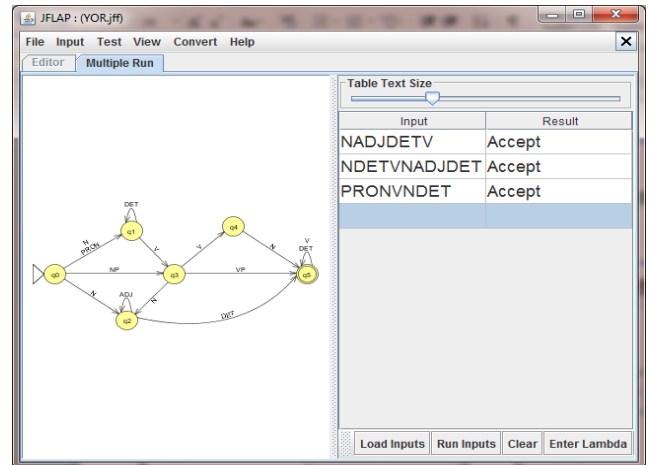 JFLAP : (YOR.jff)
File Input Test View Convert Help
Editor Multiple Run
Table Text Size
Input Result
NADJDETV Accept
NDETVNADJDET Accept
PRONVNDET Accept
DET
q1
q4
N
PRON
V
V
N
V
DET
q0
NP
q3
VP
q5
N
ADJ
N
q2
DET
Load Inputs Run Inputs Clear Enter Lambda